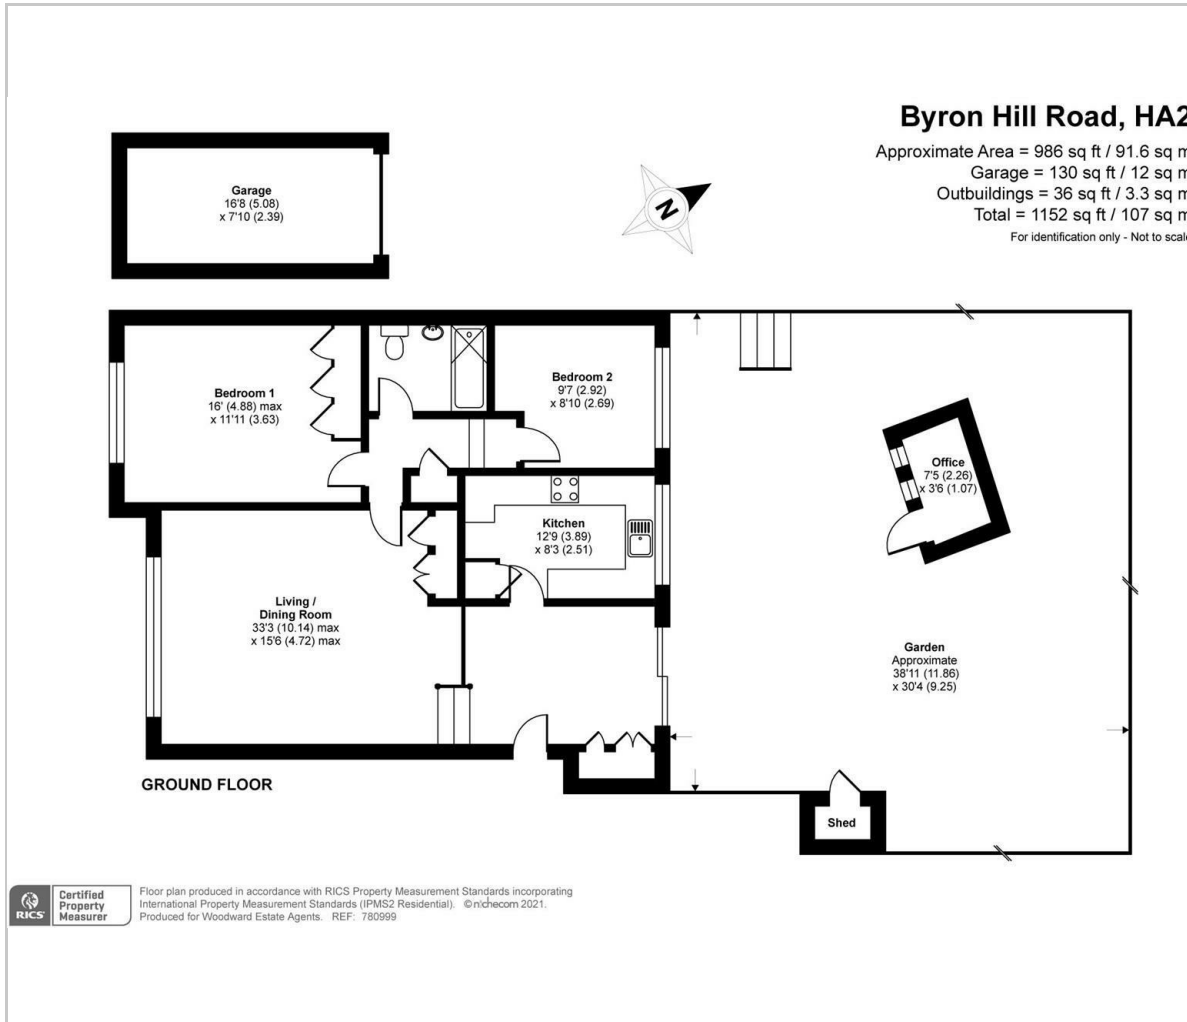 Byron Hill Road, HA2
Approximate Area = 986 sq ft / 91.6 sq m
Garage = 130 sq ft / 12 sq m
Outbuildings = 36 sq ft / 3.3 sq m
Total = 1152 sq ft / 107 sq m
For identification only - Not to scale
Garage
16'8 (5.08)
x 7'10 (2.39)
N
Bedroom 1
16' (4.88) max
x 11'11 (3.63)
Bedroom 2
9'7 (2.92)
x 8'10 (2.69)
Office
7'5 (2.26)
x 3'6 (1.07)
Kitchen
12'9 (3.89)
x 8'3 (2.51)
Living /
Dining Room
33'3 (10.14) max
x 15'6 (4.72) max
Garden
Approximate
38'11 (11.86)
x 30'4 (9.25)
GROUND FLOOR
Shed
RICS
Certified
Property
Measurer
Floor plan produced in accordance with RICS Property Measurement Standards incorporating
International Property Measurement Standards (IPMS2 Residential). © nichecom 2021.
Produced for Woodward Estate Agents. REF: 780999